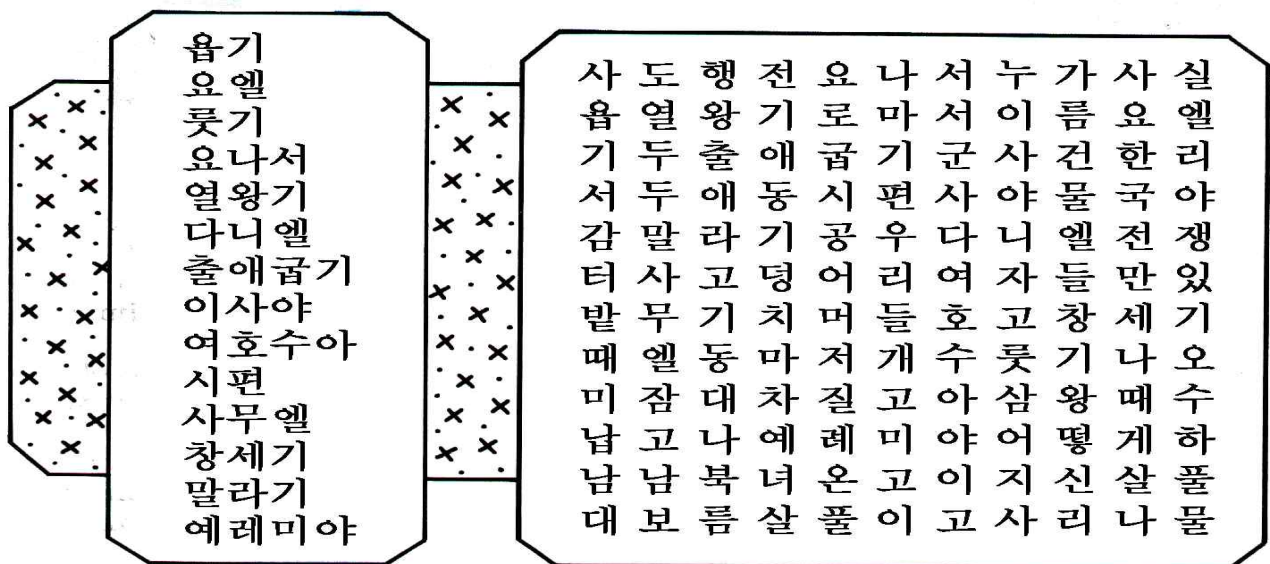 욥기
요엘
룻기
요나서
열왕기
다니엘
출애굽기
이사야
여호수아
시편
사무엘
창세기
말라기
예레미야
사 도 행 전 요 나 서 누 가 사 실
욥 열 왕 기 로 마 서 이 름 요 엘
기 두 출 애 굽 기 군 사 건 한 리
서 두 애 동 시 편 사 야 물 국 야
감 말 라 기 공 우 다 니 엘 전 쟁
터 사 고 덩 어 리 여 자 들 만 있
밭 무 기 치 머 들 호 고 창 세 기
때 엘 동 마 저 개 수 룻 기 나 오
미 잠 대 차 질 고 아 삼 왕 때 수
납 고 나 예 레 미 야 어 떻 게 하
남 남 북 녀 온 고 이 지 신 살 풀
대 보 름 살 풀 이 고 사 리 나 물